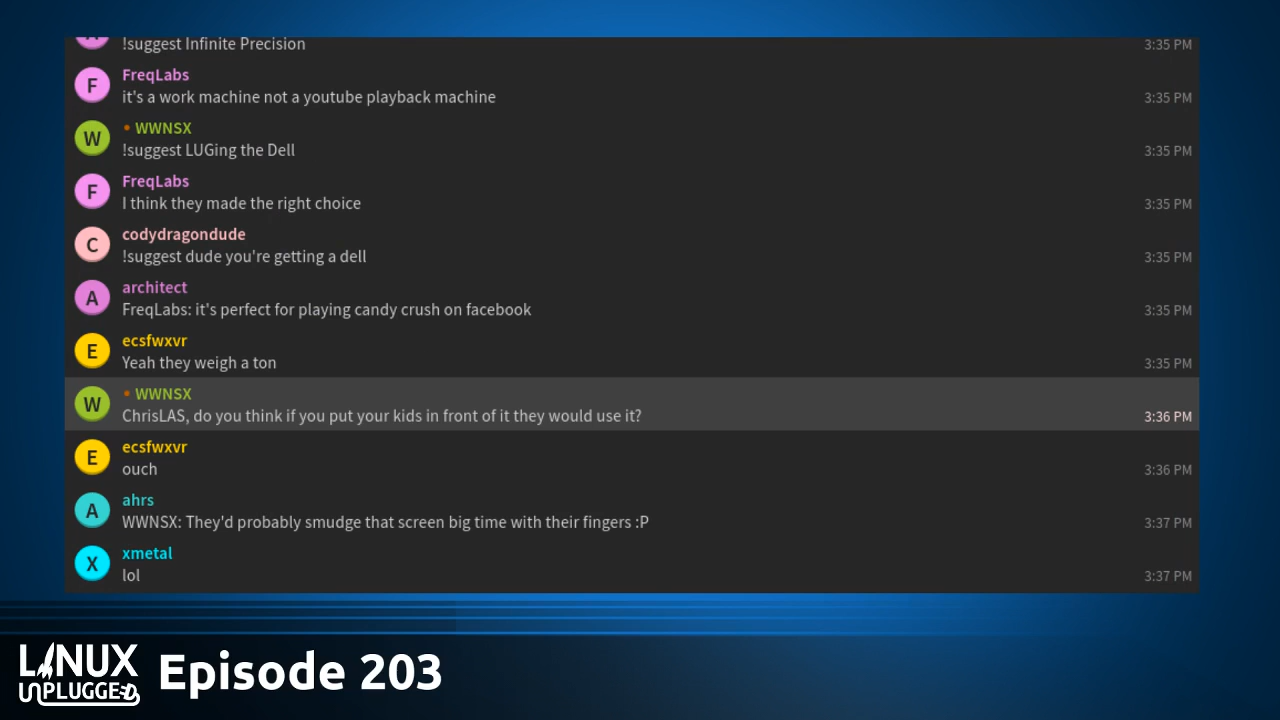 !suggest Infinite Precision
3:35 PM
F
FreqLabs
it's a work machine not a youtube playback machine
3:35 PM
W
WWNSX
!suggest LUGing the Dell
3:35 PM
F
FreqLabs
I think they made the right choice
3:35 PM
C
codydragondude
!suggest dude you're getting a dell
3:35 PM
A
architect
FreqLabs: it's perfect for playing candy crush on facebook
3:35 PM
E
ecsfwxvr
Yeah they weigh a ton
3:35 PM
W
WWNSX
ChrisLAS, do you think if you put your kids in front of it they would use it?
3:36 PM
E
ecsfwxvr
ouch
3:36 PM
A
ahrs
WWNSX: They'd probably smudge that screen big time with their fingers :P
3:37 PM
X
xmetal
lol
3:37 PM
LINUX
UNPLUGGED
Episode 203